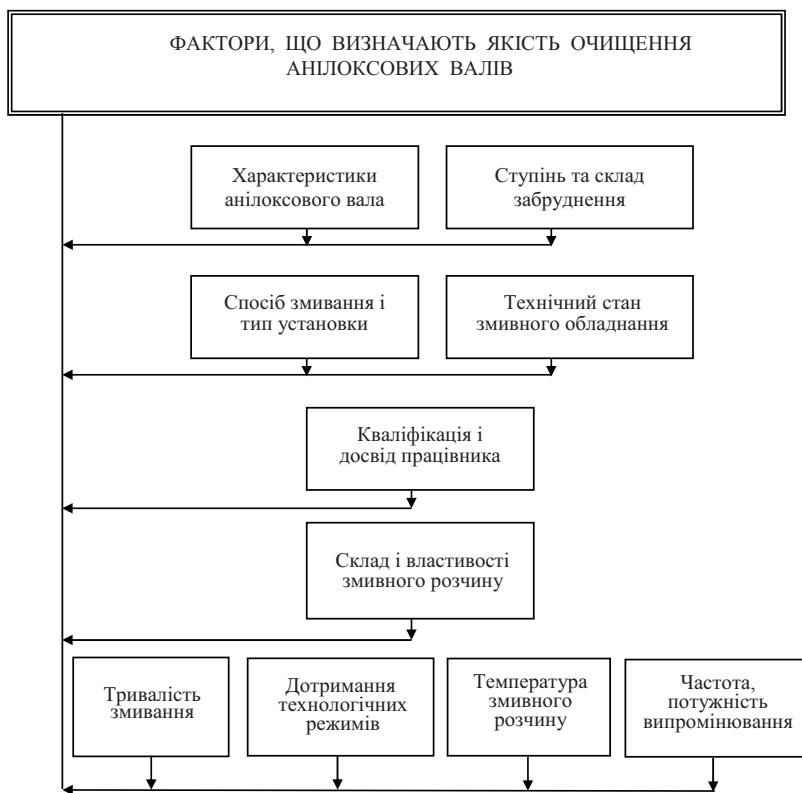 ФАКТОРИ, ЩО ВИЗНАЧАЮТЬ ЯКІСТЬ ОЧИЩЕННЯ
АНІЛОКСОВИХ ВАЛІВ
Характеристики
анілоксового вала
Ступінь та склад
забруднення
Спосіб змивання і
тип установки
Технічний стан
змивного обладнання
Кваліфікація і
досвід працівника
Склад і властивості
змивного розчину
Тривалість
змивання
Дотримання
технологічних
режимів
Температура
змивного
розчину
Частота,
потужність
випромінювання